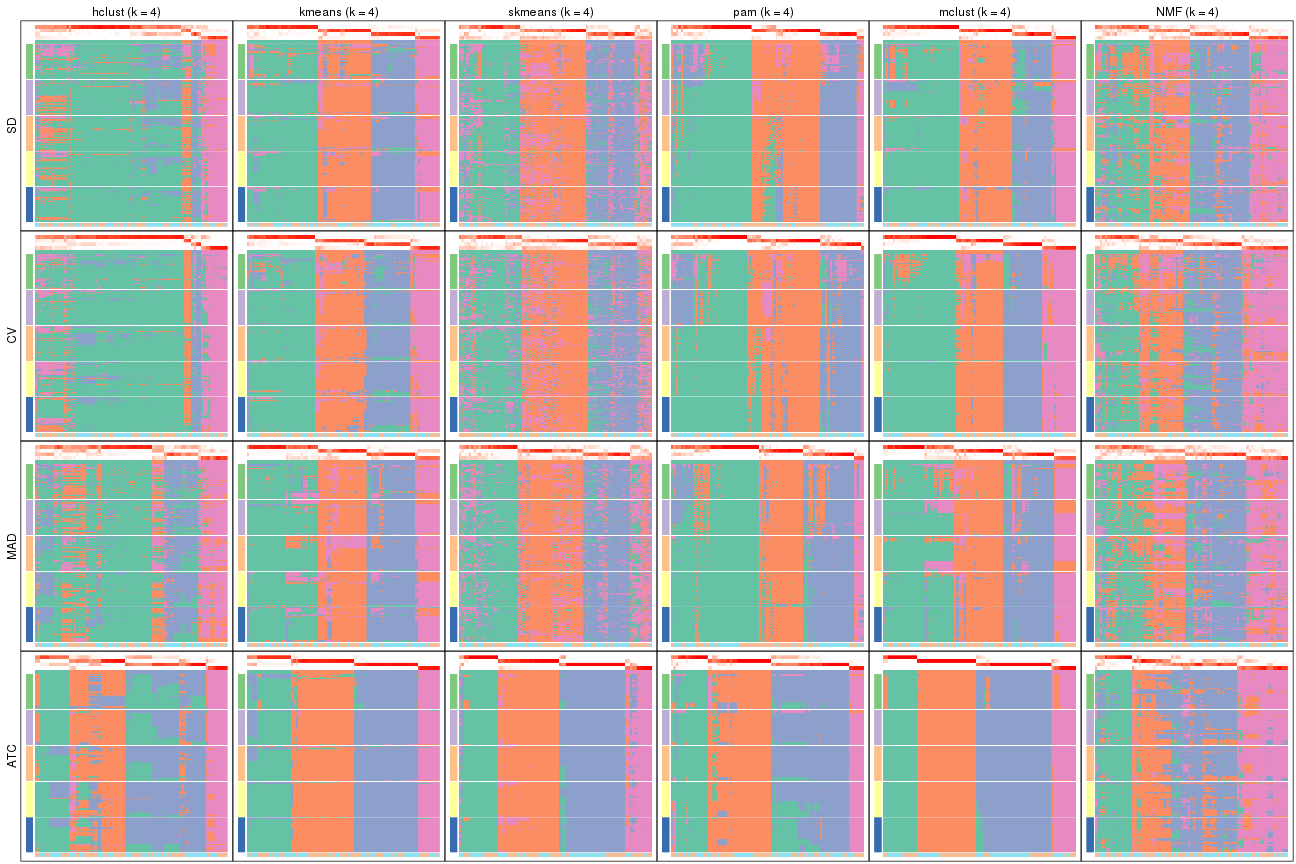 hclust (k = 4) kmeans (k = 4) skmeans (k = 4) pam (k = 4) mclust (k = 4) NMF (k = 4)
SD
CV
MAD
ATC